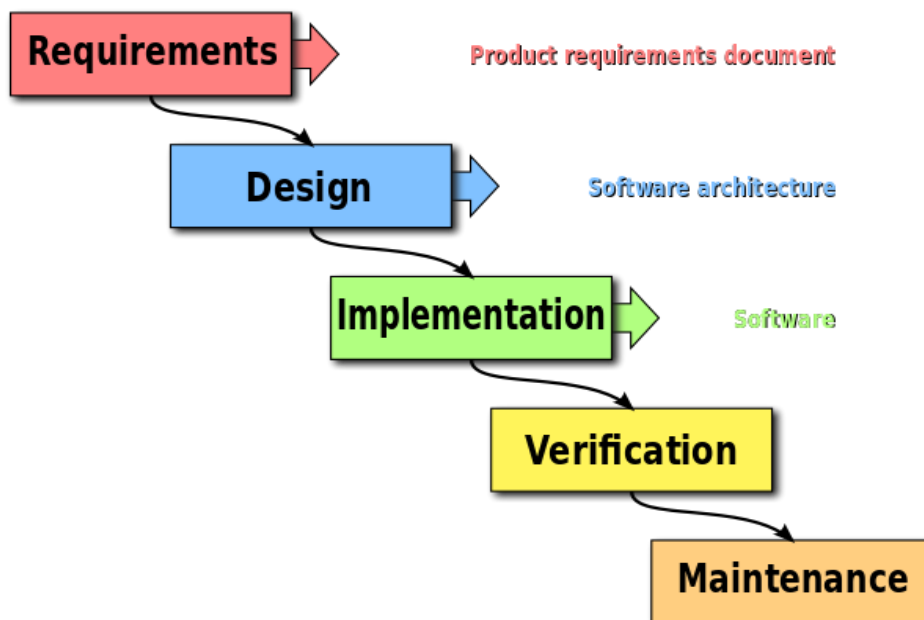 Requirements
Product requirements document
Design
Software architecture
Implementation
Software
Verification
Maintenance